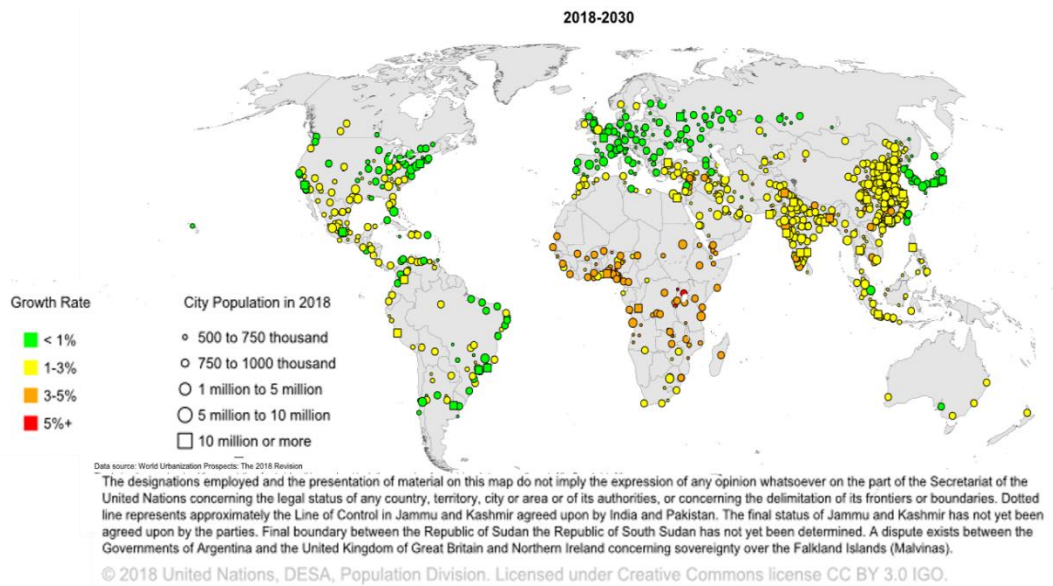 2018-2030
Growth Rate
< 1%
1-3%
3-5%
5%+
City Population in 2018
500 to 750 thousand
750 to 1000 thousand
1 million to 5 million
5 million to 10 million
10 million or more
Data source: World Urbanization Prospects: The 2018 Revision
The designations employed and the presentation of material on this map do not imply the expression of any opinion whatsoever on the part of the Secretariat of the
United Nations concerning the legal status of any country, territory, city or area or of its authorities, or concerning the delimitation of its frontiers or boundaries. Dotted
line represents approximately the Line of Control in Jammu and Kashmir agreed upon by India and Pakistan. The final status of Jammu and Kashmir has not yet been
agreed upon by the parties. Final boundary between the Republic of Sudan the Republic of South Sudan has not yet been determined. A dispute exists between the
Governments of Argentina and the United Kingdom of Great Britain and Northern Ireland concerning sovereignty over the Falkland Islands (Malvinas).
© 2018 United Nations, DESA, Population Division. Licensed under Creative Commons license CC BY 3.0 IGO.